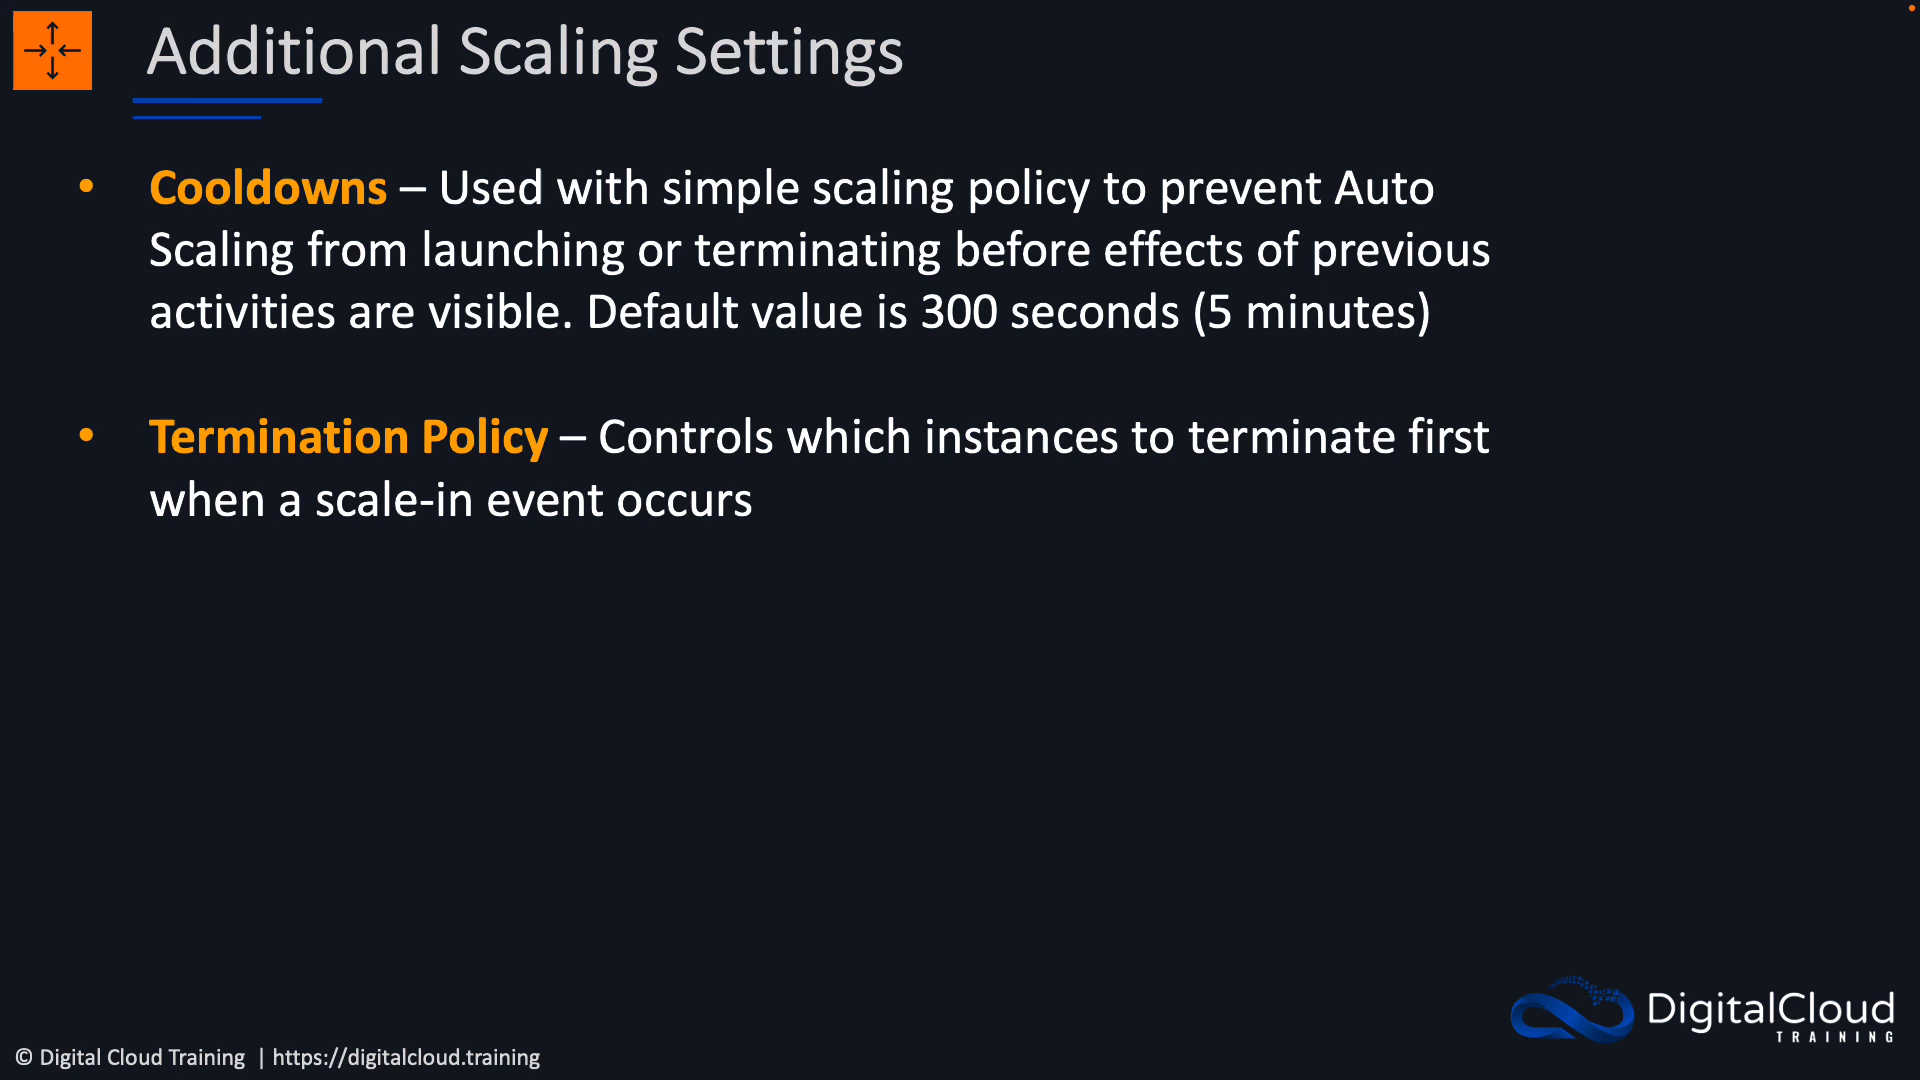 Additional Scaling Settings
• Cooldowns – Used with simple scaling policy to prevent Auto
Scaling from launching or terminating before effects of previous
activities are visible. Default value is 300 seconds (5 minutes)
• Termination Policy – Controls which instances to terminate first
when a scale-in event occurs
DigitalCloud
TRAINING
© Digital Cloud Training | https://digitalcloud.training